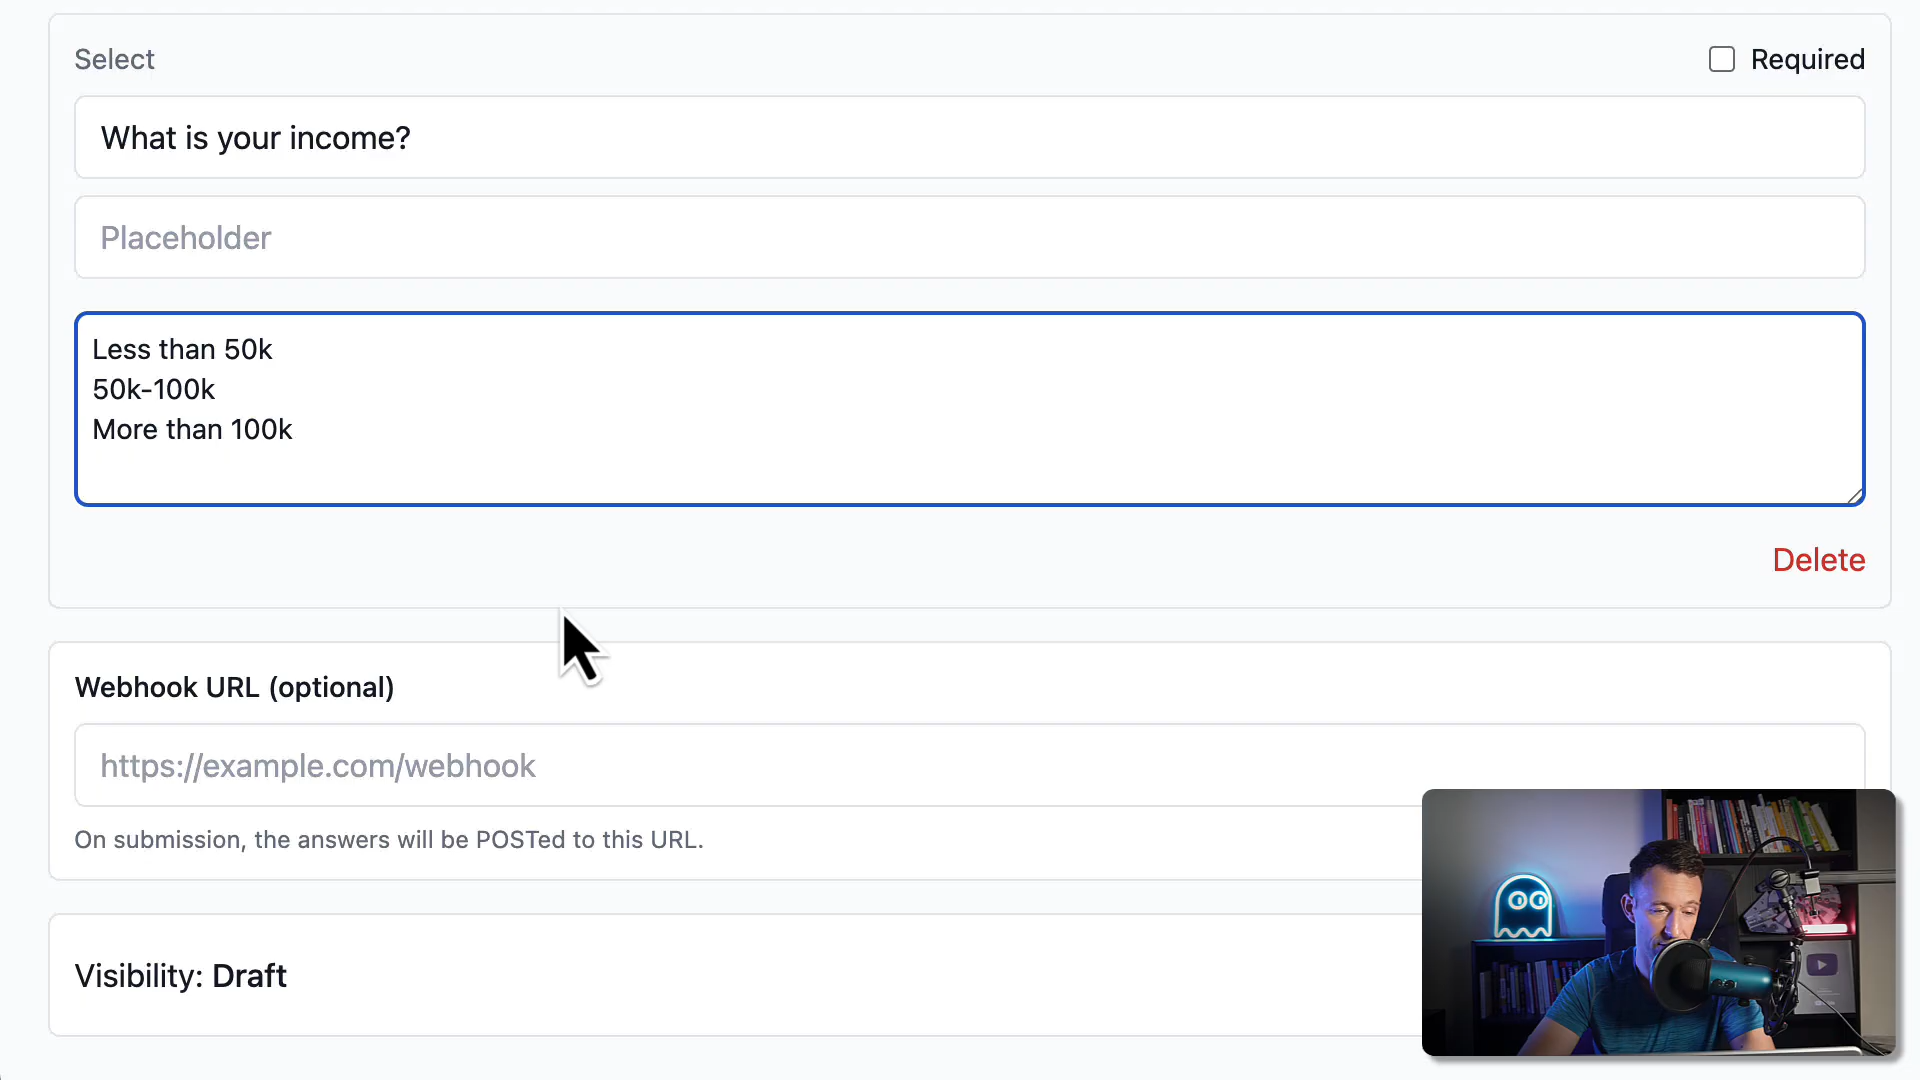 Select
Required
What is your income?
Placeholder
Less than 50k
50k-100k
More than 100k
Delete
Webhook URL (optional)
https://example.com/webhook
On submission, the answers will be POSTed to this URL.
Visibility: Draft